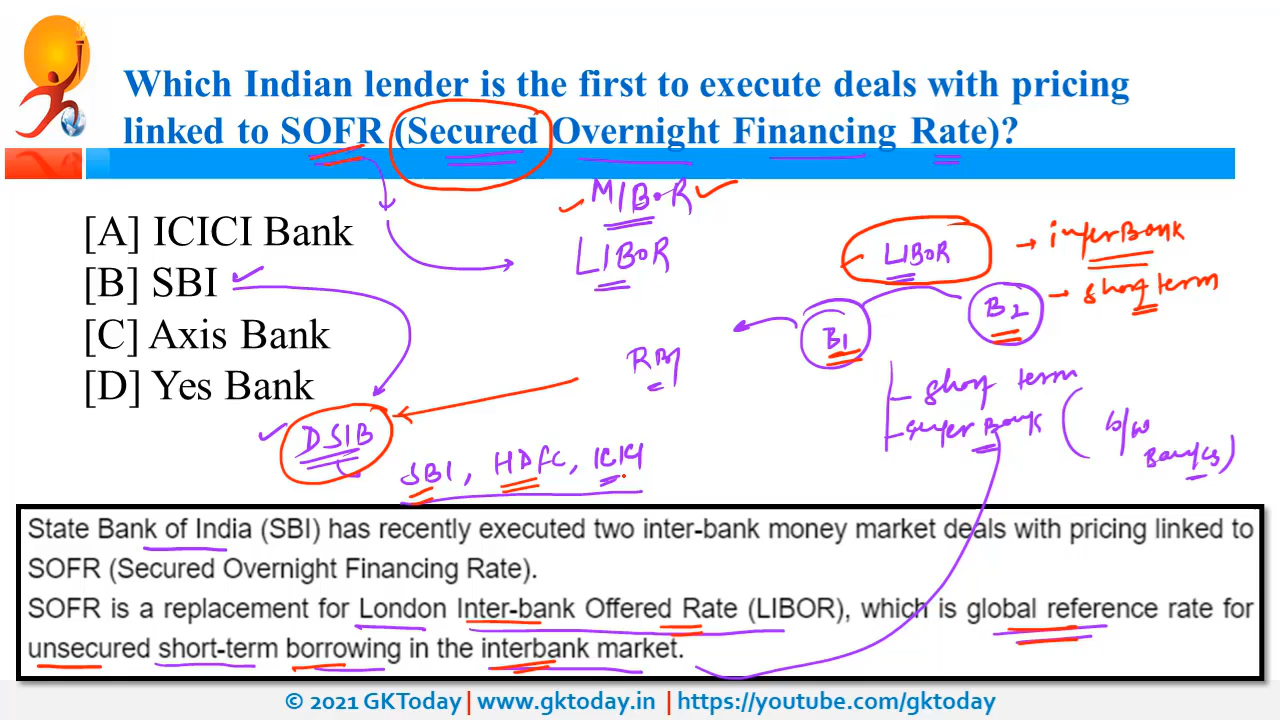 Which Indian lender is the first to execute deals with pricing
linked to SOFR (Secured Overnight Financing Rate)?
MIBOR
LIBOR
[A] ICICI Bank
[B] SBI
[C] Axis Bank
[D] Yes Bank
LIBOR
interBank
short term
B1
B2
RBI
short term
inter Bank
(b/w
Banks)
DSIB
SBI, HDFC, ICICI
State Bank of India (SBI) has recently executed two inter-bank money market deals with pricing linked to
SOFR (Secured Overnight Financing Rate).
SOFR is a replacement for London Inter-bank Offered Rate (LIBOR), which is global reference rate for
unsecured short-term borrowing in the interbank market.
© 2021 GKToday | www.gktoday.in | https://youtube.com/gktoday